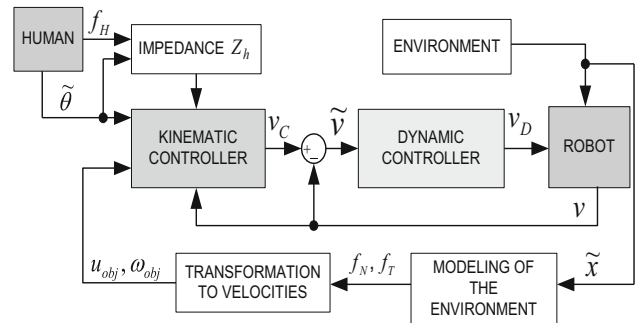 HUMAN
f_H
IMPEDANCE Z_h
ENVIRONMENT
θ̃
KINEMATIC
CONTROLLER
v_C
+
−
ṽ
DYNAMIC
CONTROLLER
v_D
ROBOT
v
u_obj, ω_obj
TRANSFORMATION
TO VELOCITIES
f_N, f_T
MODELING OF
THE
ENVIRONMENT
x̃